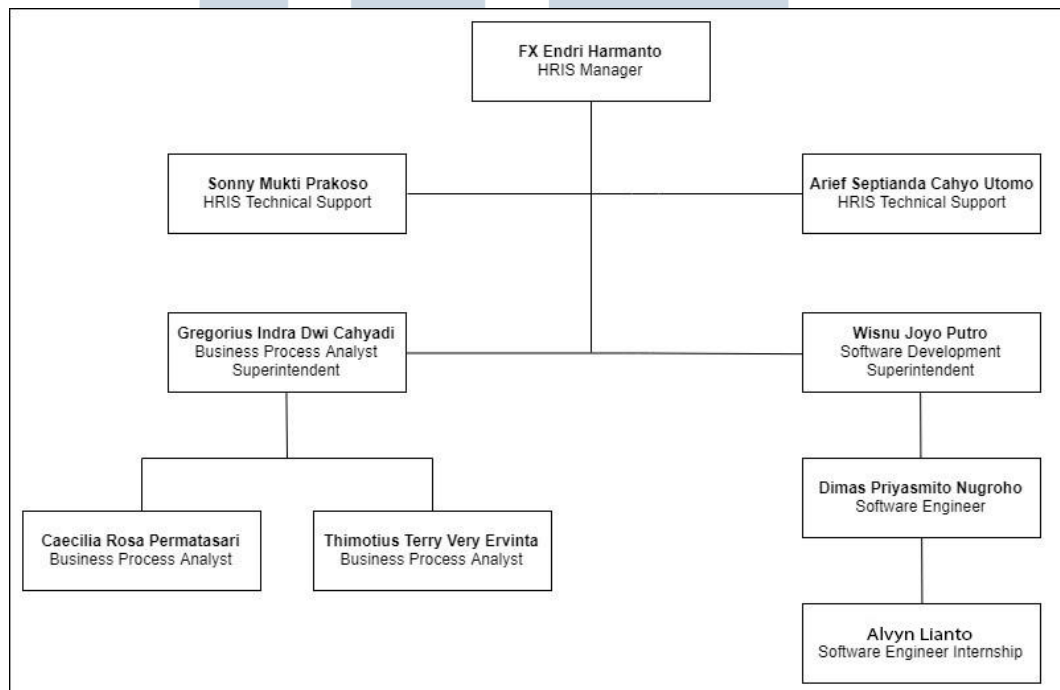 FX Endri Harmanto
HRIS Manager
Sonny Mukti Prakoso
HRIS Technical Support
Arief Septianda Cahyo Utomo
HRIS Technical Support
Gregorius Indra Dwi Cahyadi
Business Process Analyst
Superintendent
Wisnu Joyo Putro
Software Development
Superintendent
Dimas Priyasmito Nugroho
Software Engineer
Caecilia Rosa Permatasari
Business Process Analyst
Thimotius Terry Very Ervinta
Business Process Analyst
Alvyn Lianto
Software Engineer Internship